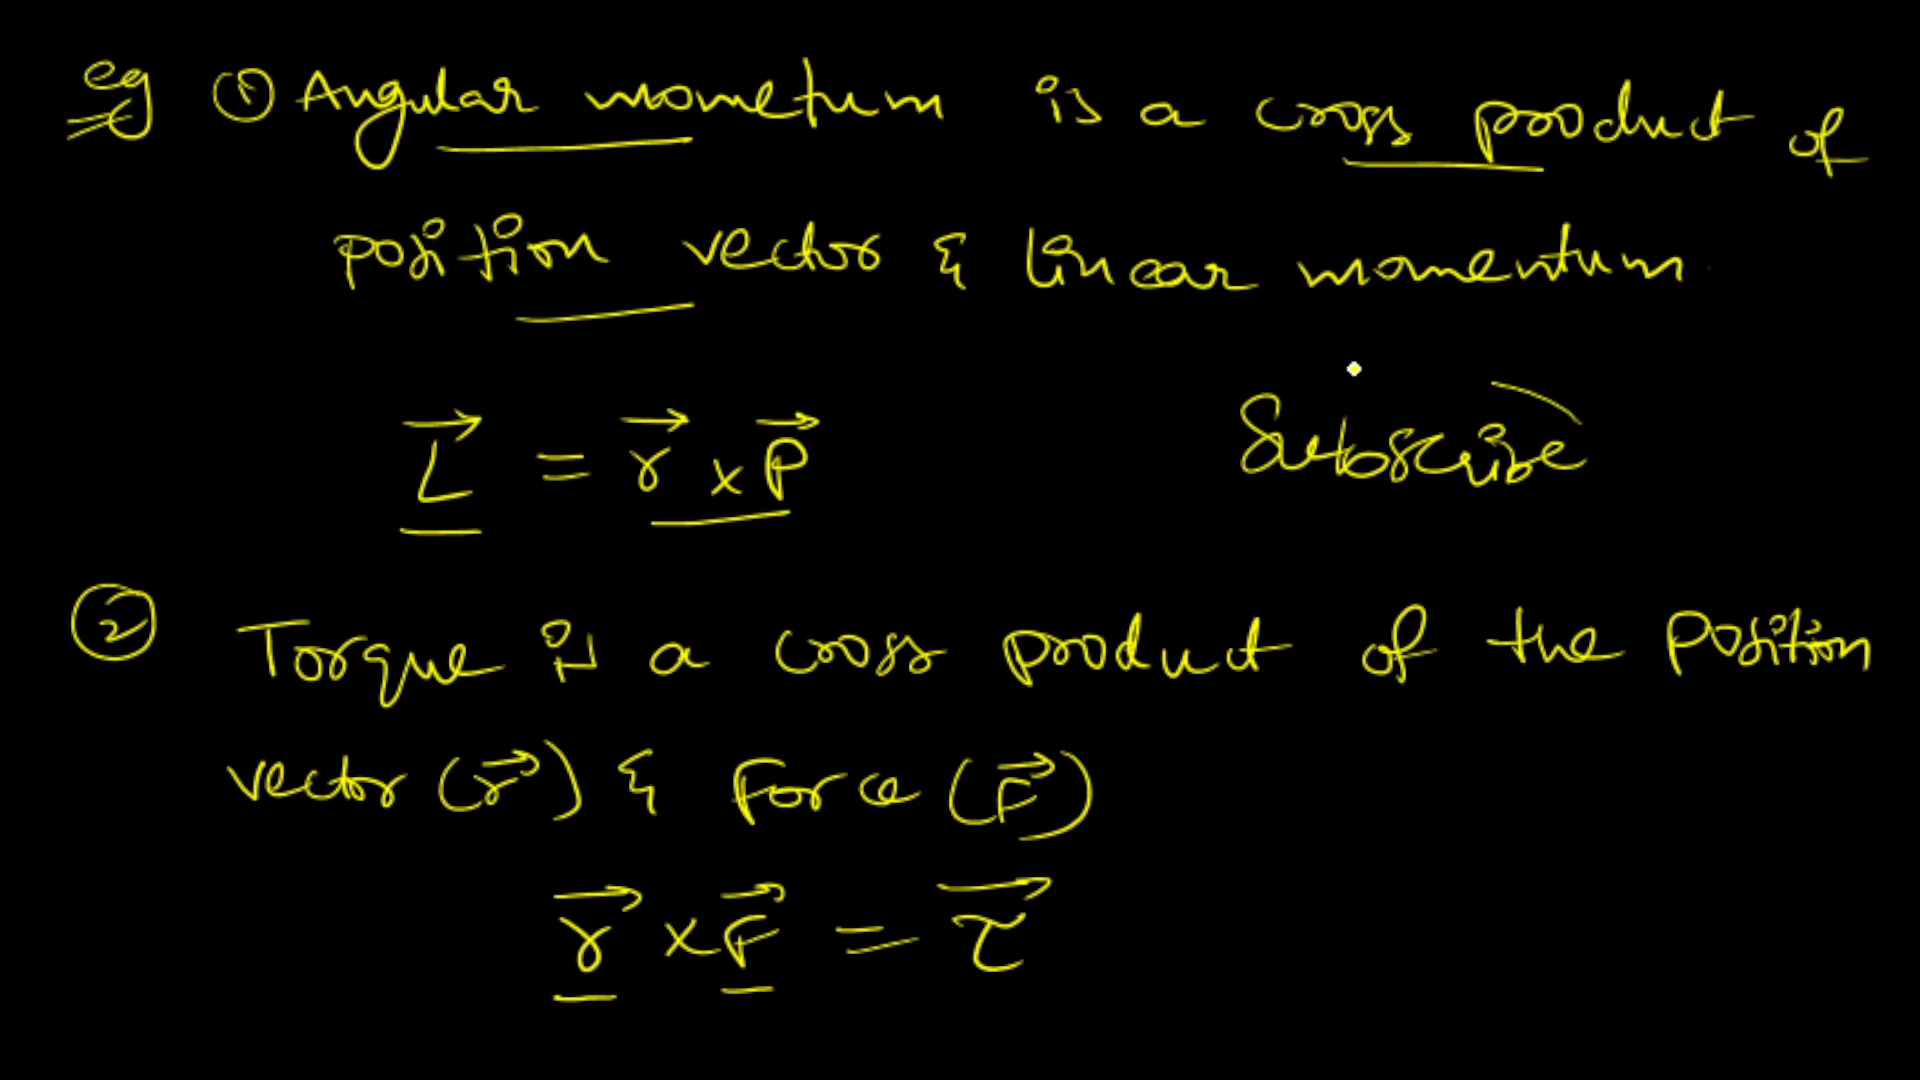 eg ① Angular mometum is a cross product of
position vector & linear momentum
L⃗ = r⃗ × P⃗
Subscribe
② Torque is a cross product of the position
vector (r⃗) & Force (F⃗)
r⃗ × F⃗ = τ⃗